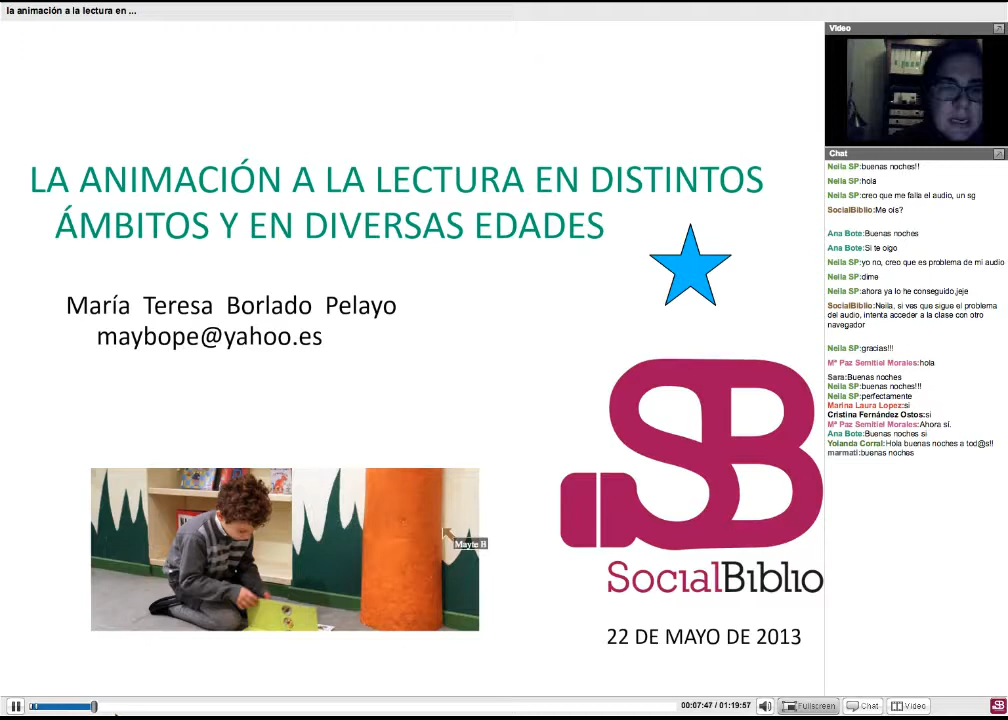 la animación a la lectura en ...
LA ANIMACIÓN A LA LECTURA EN DISTINTOS
ÁMBITOS Y EN DIVERSAS EDADES
María Teresa Borlado Pelayo
maybope@yahoo.es
Mayte B
SB
SocialBiblio
22 DE MAYO DE 2013
Video
Chat
Neila SP:buenas noches!!
Neila SP:hola
Neila SP:creo que me falla el audio, un sg
SocialBiblio:Me ois?
Ana Bote:Buenas noches
Ana Bote:Si te oigo
Neila SP:yo no, creo que es problema de mi audio
Neila SP:dime
Neila SP:ahora ya lo he conseguido,jeje
SocialBiblio:Neila, si ves que sigue el problema
del audio, intenta acceder a la clase con otro
navegador
Neila SP:gracias!!!
Mª Paz Semitiel Morales:hola
Sara:Buenas noches
Neila SP:buenas noches!!!
Neila SP:perfectamente
Marina Laura Lopez:si
Cristina Fernández Ostos:si
Mª Paz Semitiel Morales:Ahora sí.
Ana Bote:Buenas noches si
Yolanda Corral:Hola buenas noches a tod@s!!
marmati:buenas noches
00:07:47 / 01:19:57
Fullscreen
Chat
Video
SB